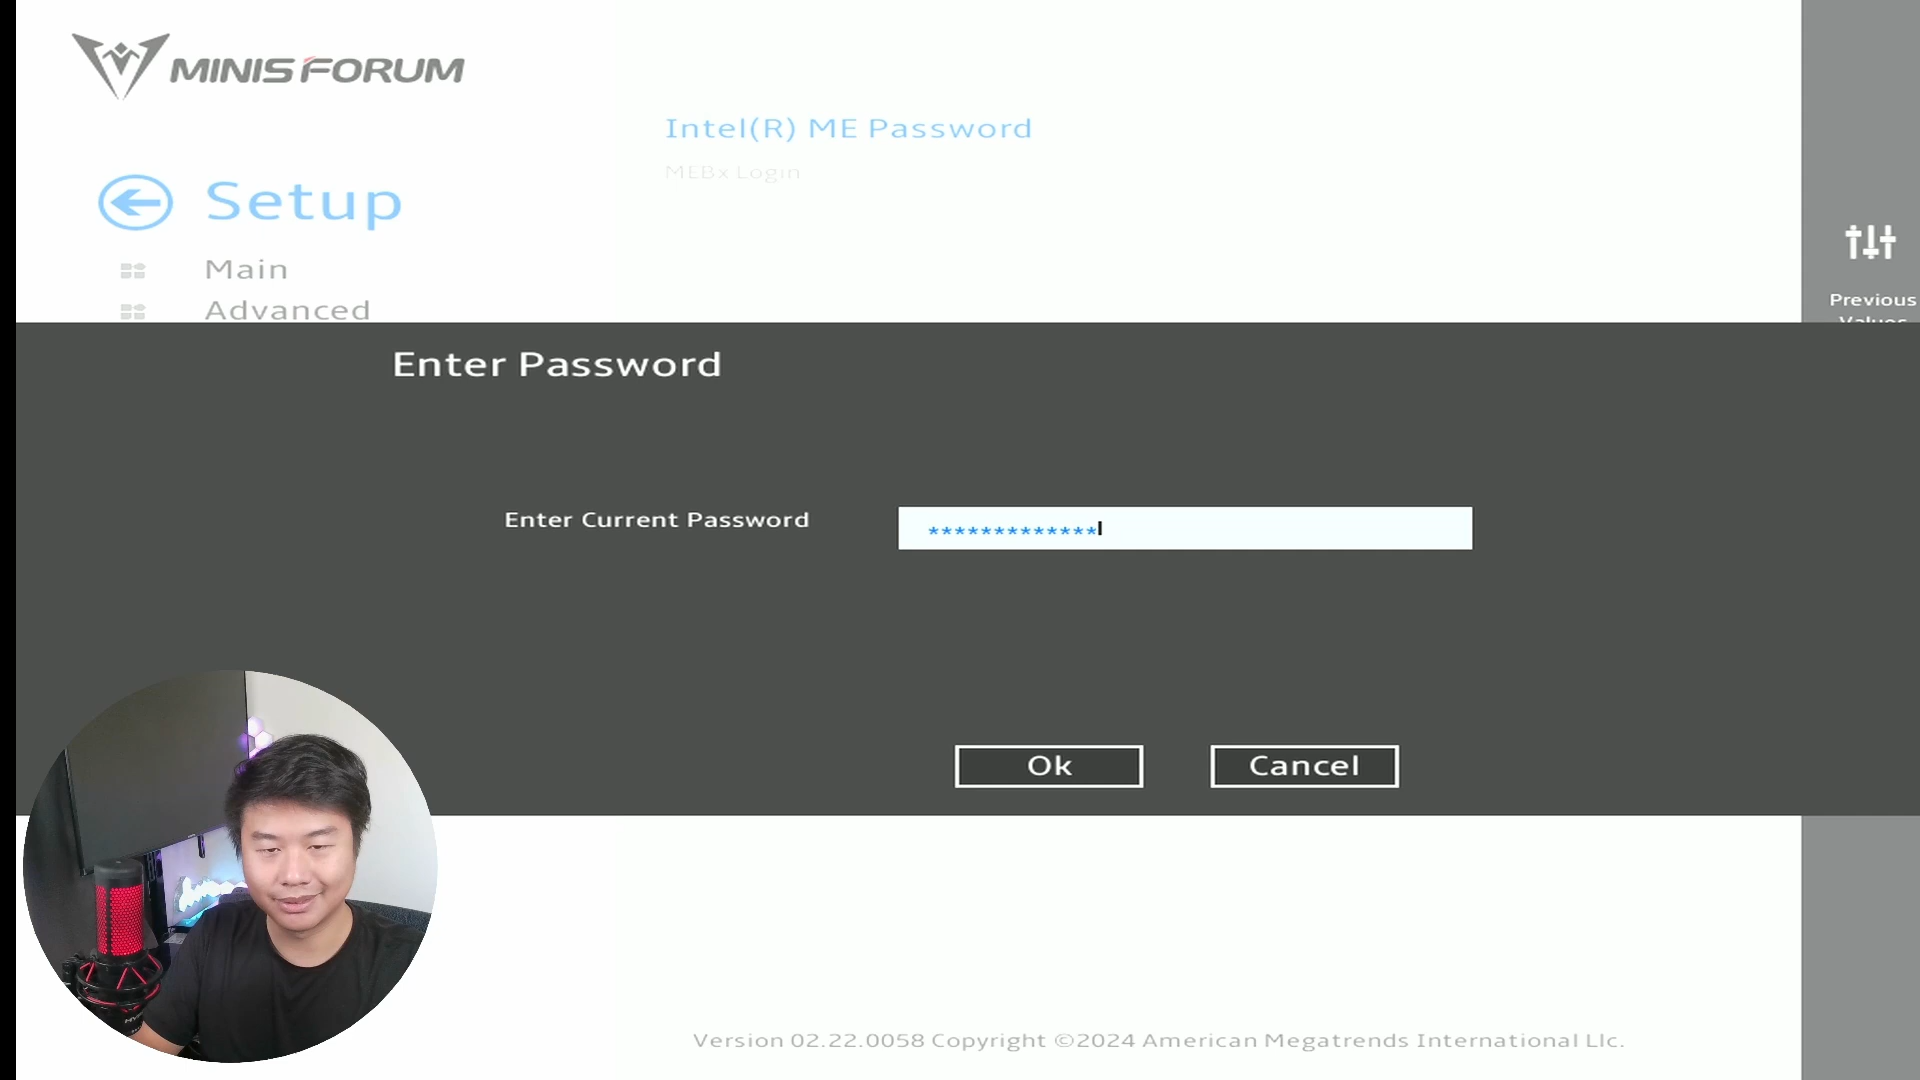 MINISFORUM
Intel(R) ME Password
MEBx Login
Setup
Main
Advanced
Previous
Values
Enter Password
Enter Current Password
*************
Ok
Cancel
Version 02.22.0058 Copyright ©2024 American Megatrends International Llc.